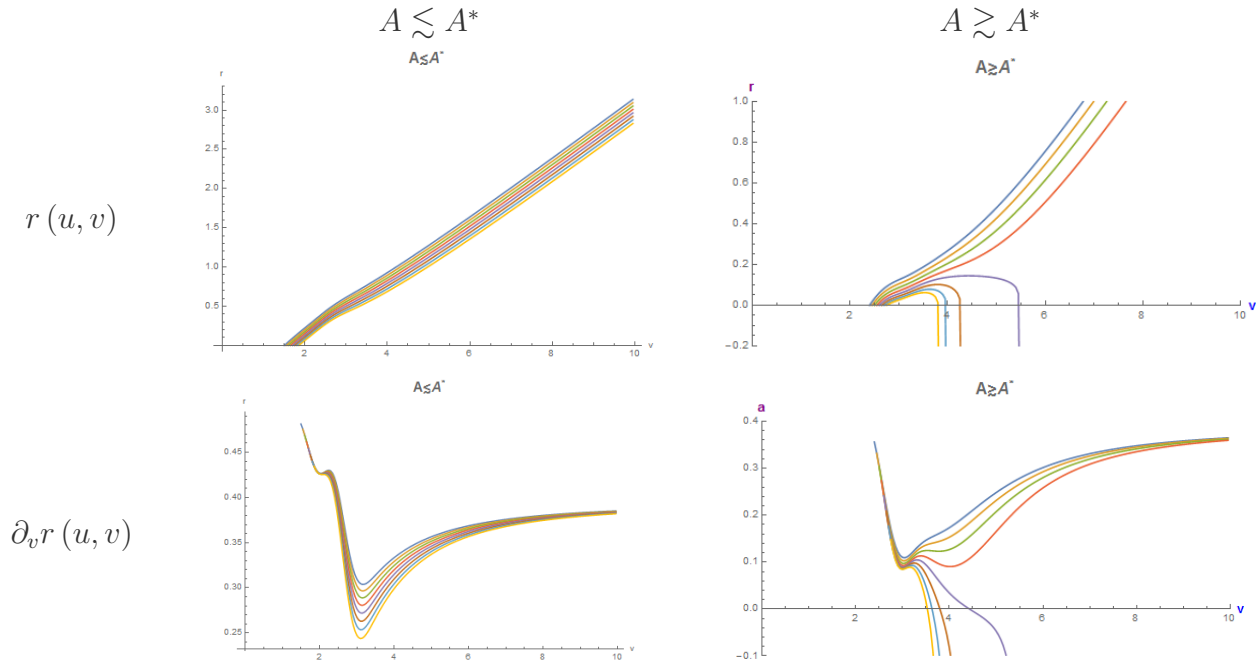 A ≲ A* A ≳ A*
A≲A* A≳A*
r
3.0
2.5
2.0
1.5
1.0
0.5
2 4 6 8 10
v
r
1.0
0.8
0.6
0.4
0.2
0.0
-0.2
2 4 6 8 10
v
r (u, v)
A≲A* A≳A*
r
0.45
0.40
0.35
0.30
0.25
2 4 6 8 10
v
a
0.4
0.3
0.2
0.1
0.0
-0.1
2 4 6 8 10
v
∂ᵥr (u, v)